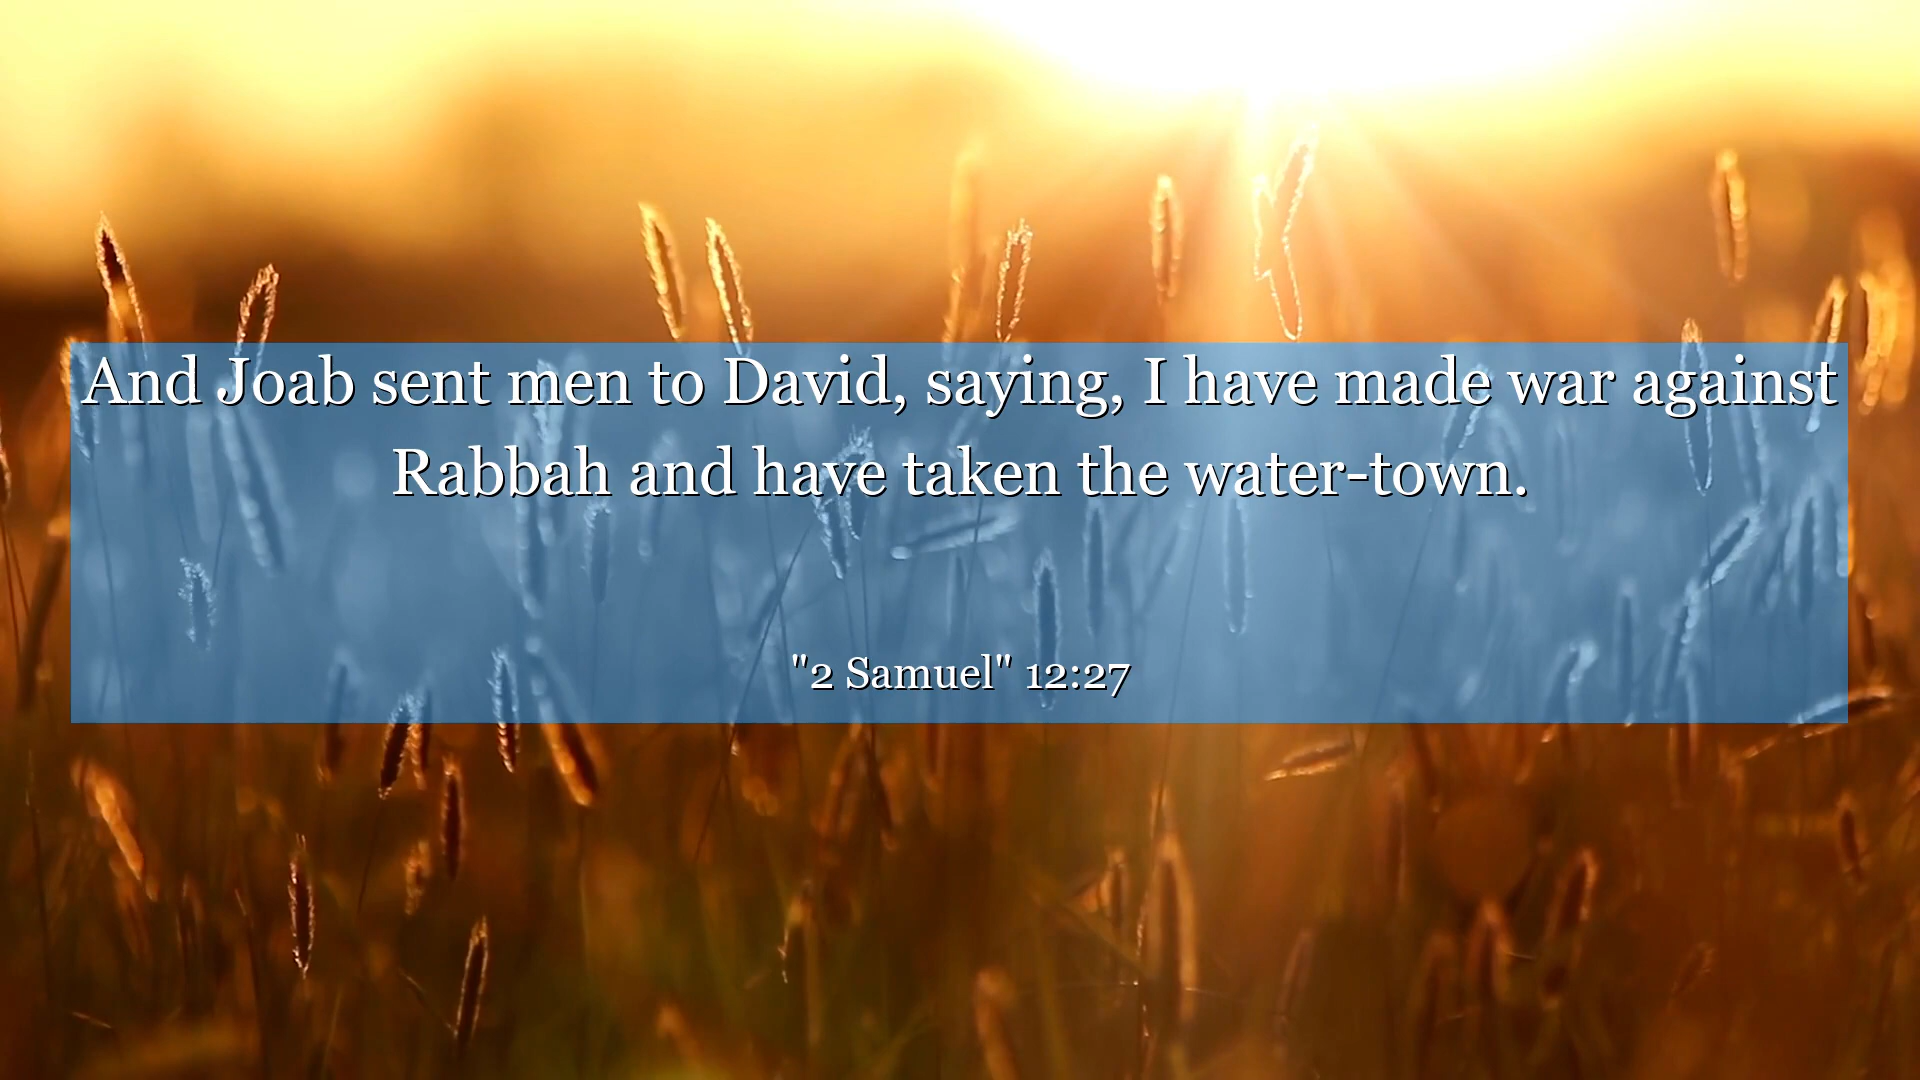 And Joab sent men to David, saying, I have made war against
Rabbah and have taken the water-town.
"2 Samuel" 12:27